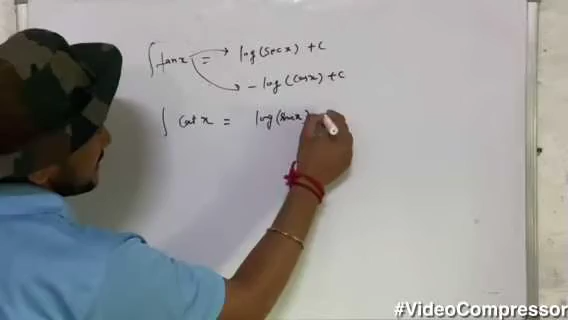 ∫ tan x = log(sec x) + c
- log(cos x) + c
∫ cot x = log(sin x)
#VideoCompressor